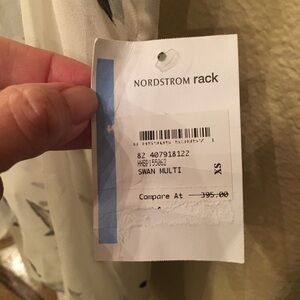 NORDSTROM rack
82 407918122
SWAN MULTI
XS
Compare At 395.00